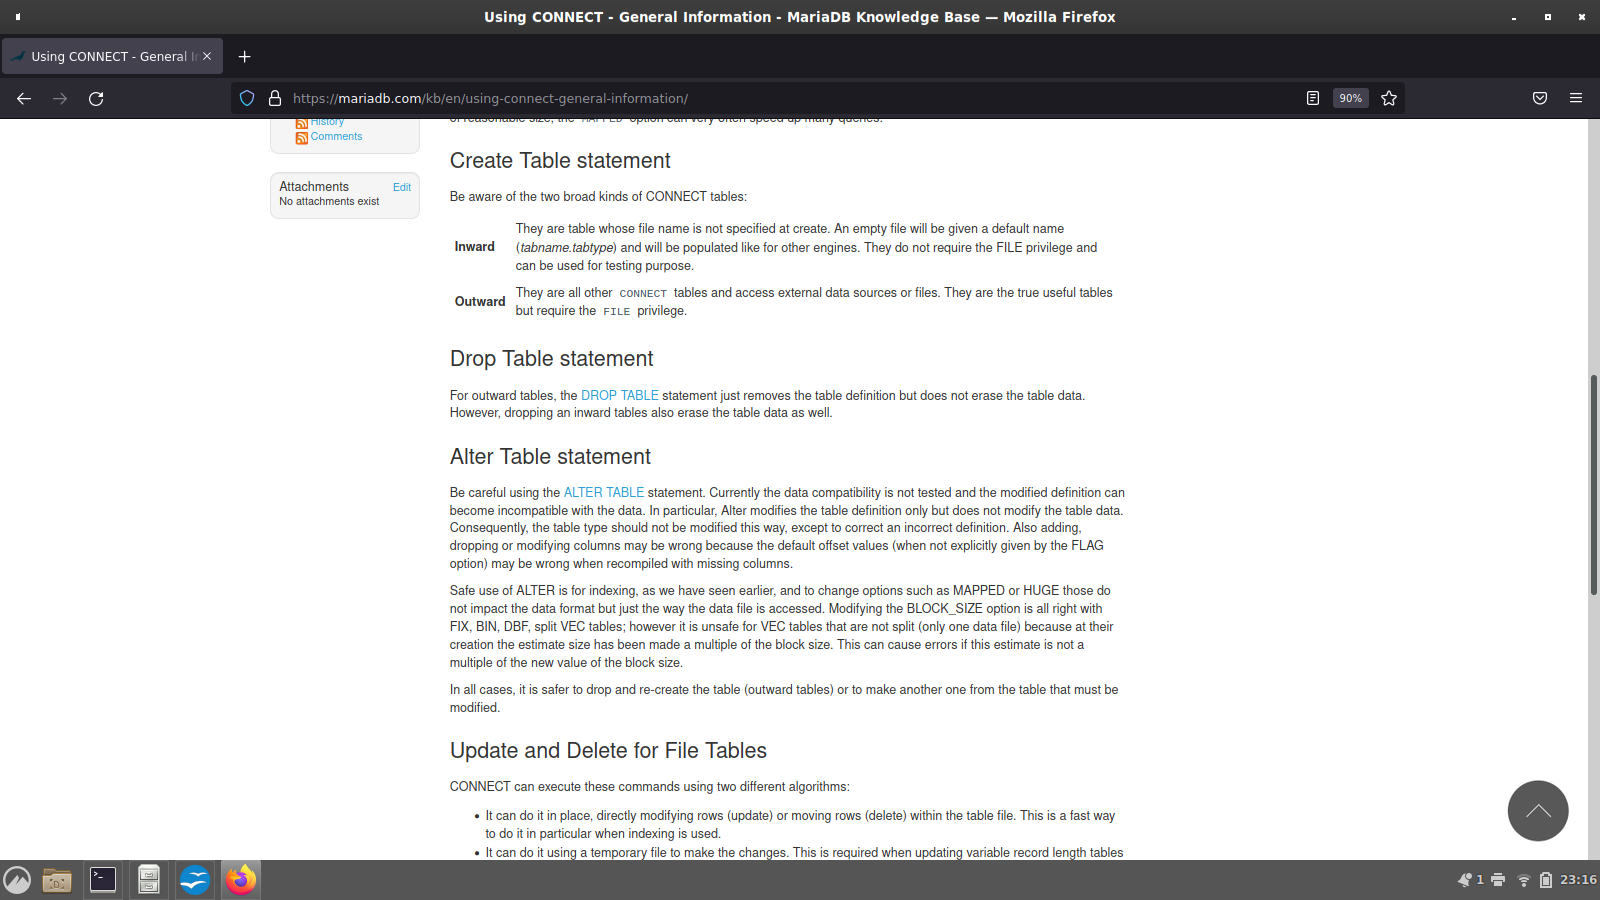 Using CONNECT - General Information - MariaDB Knowledge Base — Mozilla Firefox
Using CONNECT - General I
https://mariadb.com/kb/en/using-connect-general-information/
90%
History
Comments
Attachments Edit
No attachments exist
of reasonable size, the MAPPED option can very often speed up many queries.
Create Table statement
Be aware of the two broad kinds of CONNECT tables:
Inward
They are table whose file name is not specified at create. An empty file will be given a default name
(tabname.tabtype) and will be populated like for other engines. They do not require the FILE privilege and
can be used for testing purpose.
Outward
They are all other CONNECT tables and access external data sources or files. They are the true useful tables
but require the FILE privilege.
Drop Table statement
For outward tables, the DROP TABLE statement just removes the table definition but does not erase the table data.
However, dropping an inward tables also erase the table data as well.
Alter Table statement
Be careful using the ALTER TABLE statement. Currently the data compatibility is not tested and the modified definition can
become incompatible with the data. In particular, Alter modifies the table definition only but does not modify the table data.
Consequently, the table type should not be modified this way, except to correct an incorrect definition. Also adding,
dropping or modifying columns may be wrong because the default offset values (when not explicitly given by the FLAG
option) may be wrong when recompiled with missing columns.
Safe use of ALTER is for indexing, as we have seen earlier, and to change options such as MAPPED or HUGE those do
not impact the data format but just the way the data file is accessed. Modifying the BLOCK_SIZE option is all right with
FIX, BIN, DBF, split VEC tables; however it is unsafe for VEC tables that are not split (only one data file) because at their
creation the estimate size has been made a multiple of the block size. This can cause errors if this estimate is not a
multiple of the new value of the block size.
In all cases, it is safer to drop and re-create the table (outward tables) or to make another one from the table that must be
modified.
Update and Delete for File Tables
CONNECT can execute these commands using two different algorithms:
• It can do it in place, directly modifying rows (update) or moving rows (delete) within the table file. This is a fast way
to do it in particular when indexing is used.
• It can do it using a temporary file to make the changes. This is required when updating variable record length tables
1
23:16